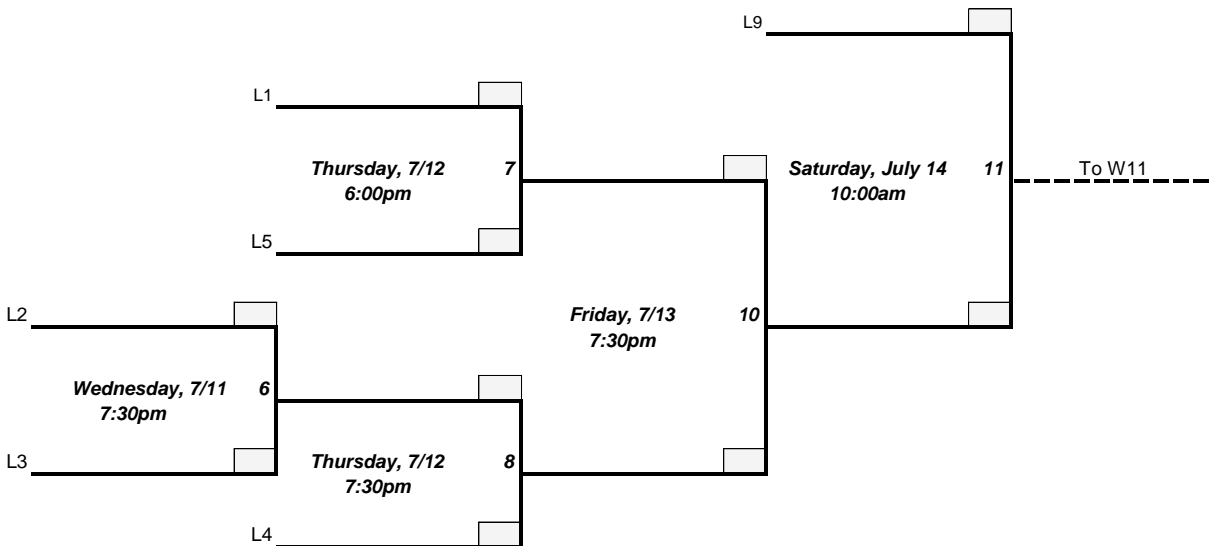 L9
L1
Thursday, 7/12 7
6:00pm
Saturday, July 14 11
10:00am
To W11
L5
L2
Friday, 7/13 10
7:30pm
Wednesday, 7/11 6
7:30pm
L3
Thursday, 7/12 8
7:30pm
L4